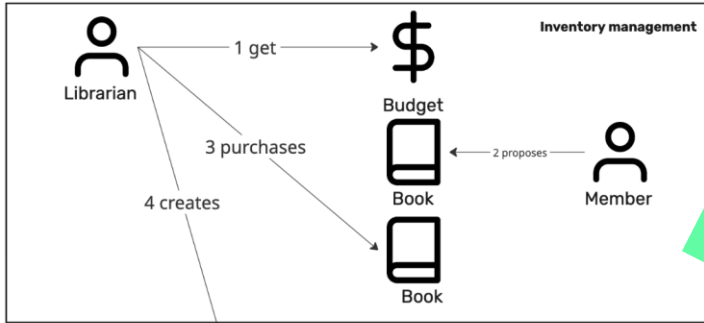 Inventory management
1 get
Librarian
Budget
3 purchases
2 proposes
Book
Member
4 creates
Book